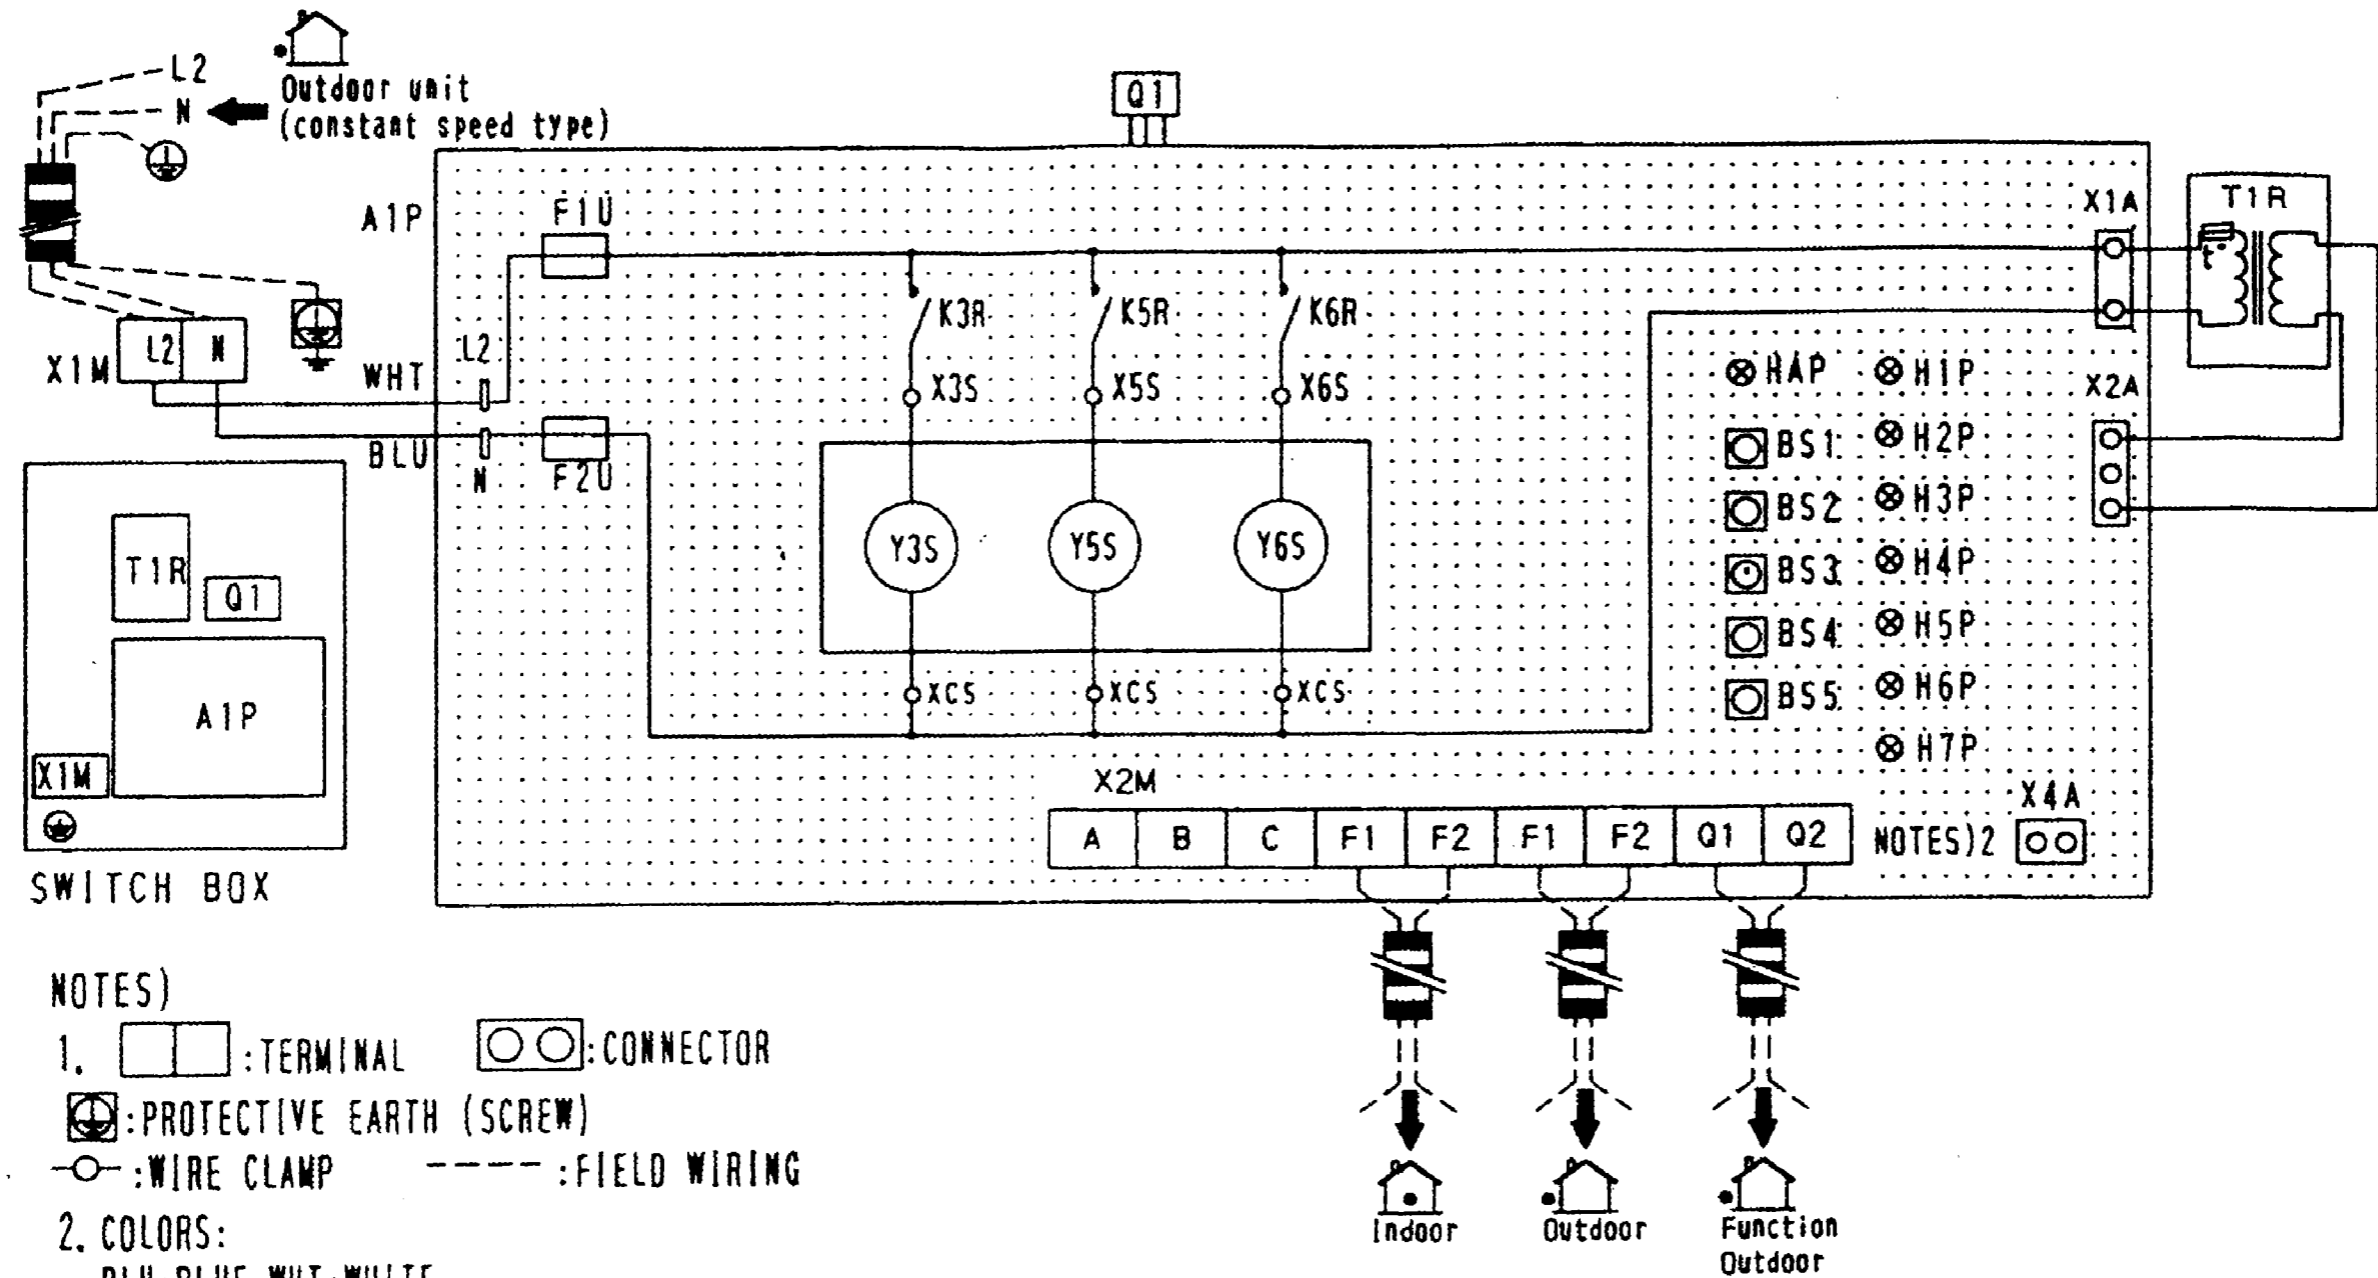 L2
N
Outdoor unit
(constant speed type)
Q1
A1P
F1U
X1A
T1R
t°
K3R
K5R
K6R
L2
N
X1M
L2
WHT
X3S
X5S
X6S
HAP
H1P
X2A
BLU
N
F2U
BS1
H2P
BS2
H3P
Y3S
Y5S
Y6S
BS3
H4P
T1R
Q1
BS4
H5P
A1P
XCS
XCS
XCS
BS5
H6P
H7P
X1M
X2M
X4A
A
B
C
F1
F2
F1
F2
Q1
Q2
NOTES)2
SWITCH BOX
NOTES)
1. :TERMINAL :CONNECTOR
:PROTECTIVE EARTH (SCREW)
:WIRE CLAMP ---- :FIELD WIRING
2. COLORS:
BLU:BLUE WHT:WHITE
Indoor
Outdoor
Function
Outdoor